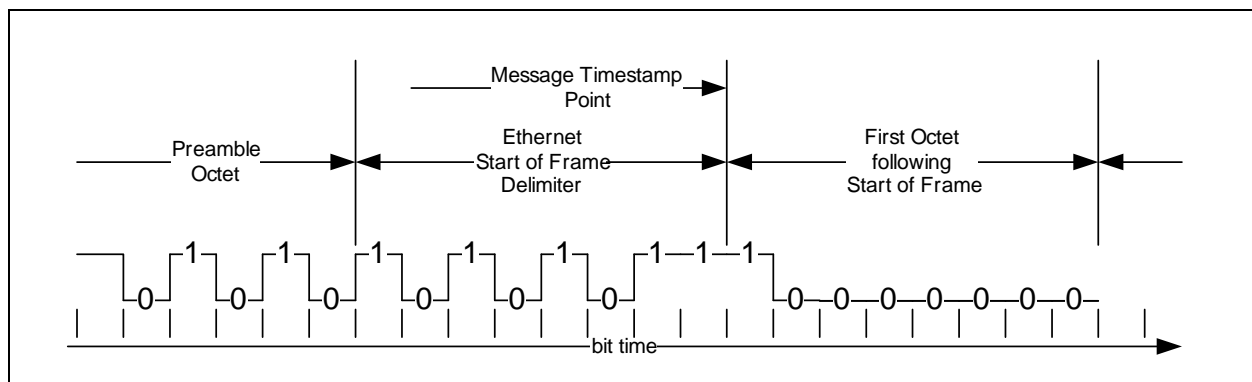 Message Timestamp
Point
Preamble
Octet
Ethernet
Start of Frame
Delimiter
First Octet
following
Start of Frame
0 1 0 1 0 1 0 1 0 1 0 1 1 1 0 0 0 0 0 0 0
bit time